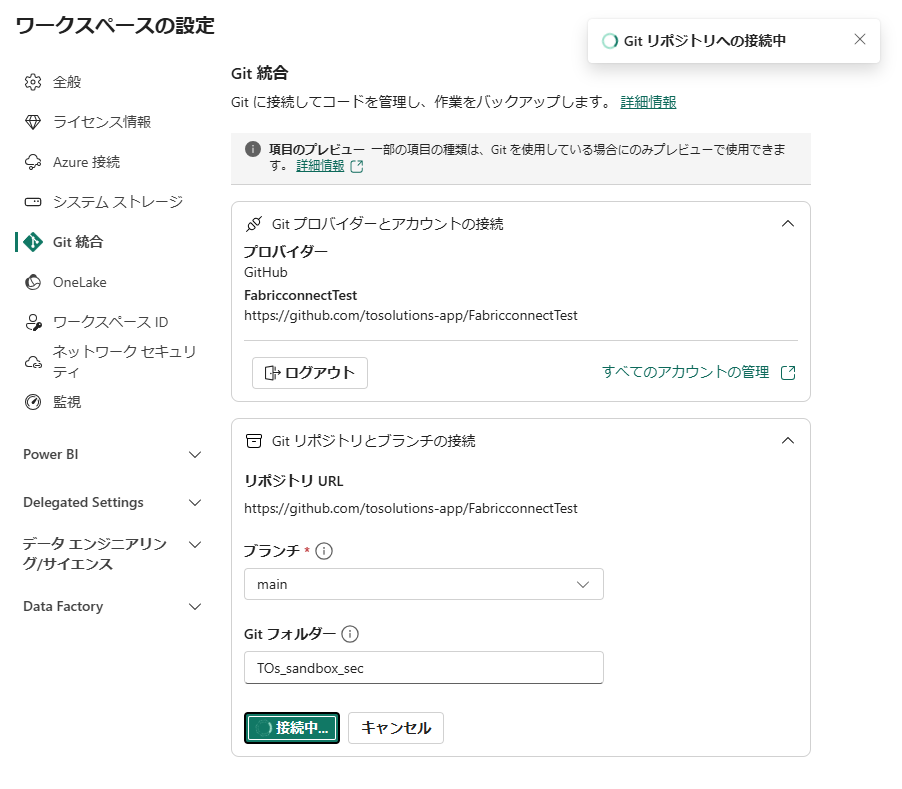 ワークスペースの設定
Git リポジトリへの接続中
全般
ライセンス情報
Azure 接続
システム ストレージ
Git 統合
OneLake
ワークスペース ID
ネットワーク セキュリ
ティ
監視
Power BI
Delegated Settings
データ エンジニアリン
グ/サイエンス
Data Factory
Git 統合
Git に接続してコードを管理し、作業をバックアップします。 詳細情報
項目のプレビュー 一部の項目の種類は、Git を使用している場合にのみプレビューで使用できま
す。 詳細情報
Git プロバイダーとアカウントの接続
プロバイダー
GitHub
FabricconnectTest
https://github.com/tosolutions-app/FabricconnectTest
ログアウト
すべてのアカウントの管理
Git リポジトリとブランチの接続
リポジトリ URL
https://github.com/tosolutions-app/FabricconnectTest
ブランチ *
main
Git フォルダー
TOs_sandbox_sec
接続中...
キャンセル